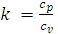 k = c_p / c_v